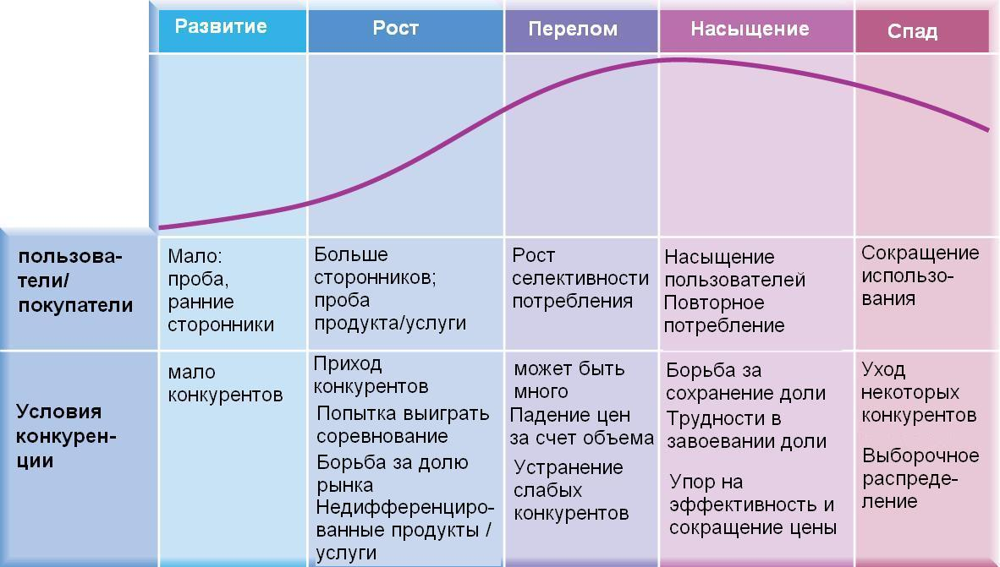 Развитие
Рост
Перелом
Насыщение
Спад
пользова-
тели/
покупатели
Мало:
проба,
ранние
сторонники
Больше
сторонников;
проба
продукта/услуги
Рост
селективности
потребления
Насыщение
пользователей
Повторное
потребление
Сокращение
использо-
вания
Условия
конкурен-
ции
мало
конкурентов
Приход
конкурентов
Попытка выиграть
соревнование
Борьба за долю
рынка
Недифференциро-
ванные продукты /
услуги
может быть
много
Падение цен
за счет объема
Устранение
слабых
конкурентов
Борьба за
сохранение доли
Трудности в
завоевании доли
Упор на
эффективность и
сокращение цены
Уход
некоторых
конкурентов
Выборочное
распреде-
ление